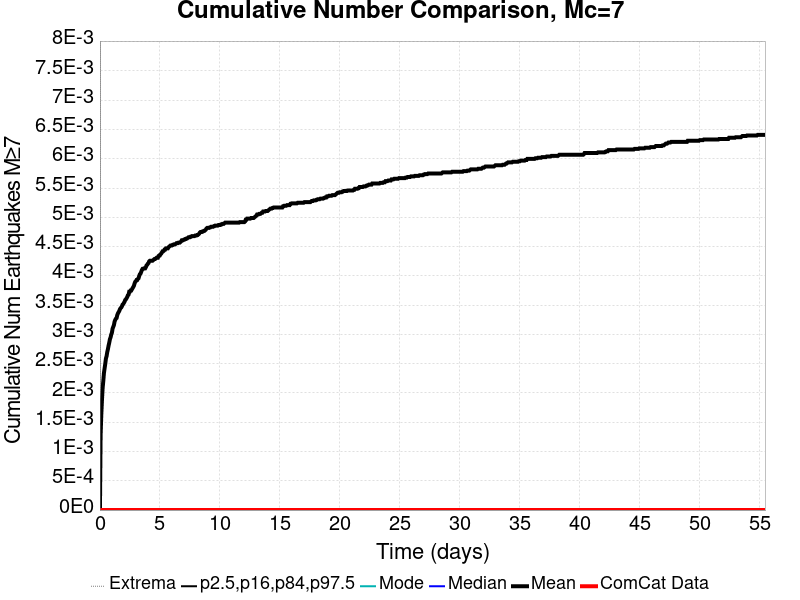 Cumulative Number Comparison, Mc=7
Cumulative Num Earthquakes M≥7
8E-3
7.5E-3
7E-3
6.5E-3
6E-3
5.5E-3
5E-3
4.5E-3
4E-3
3.5E-3
3E-3
2.5E-3
2E-3
1.5E-3
1E-3
5E-4
0E0
0 5 10 15 20 25 30 35 40 45 50 55
Time (days)
Extrema p2.5,p16,p84,p97.5 Mode Median Mean ComCat Data